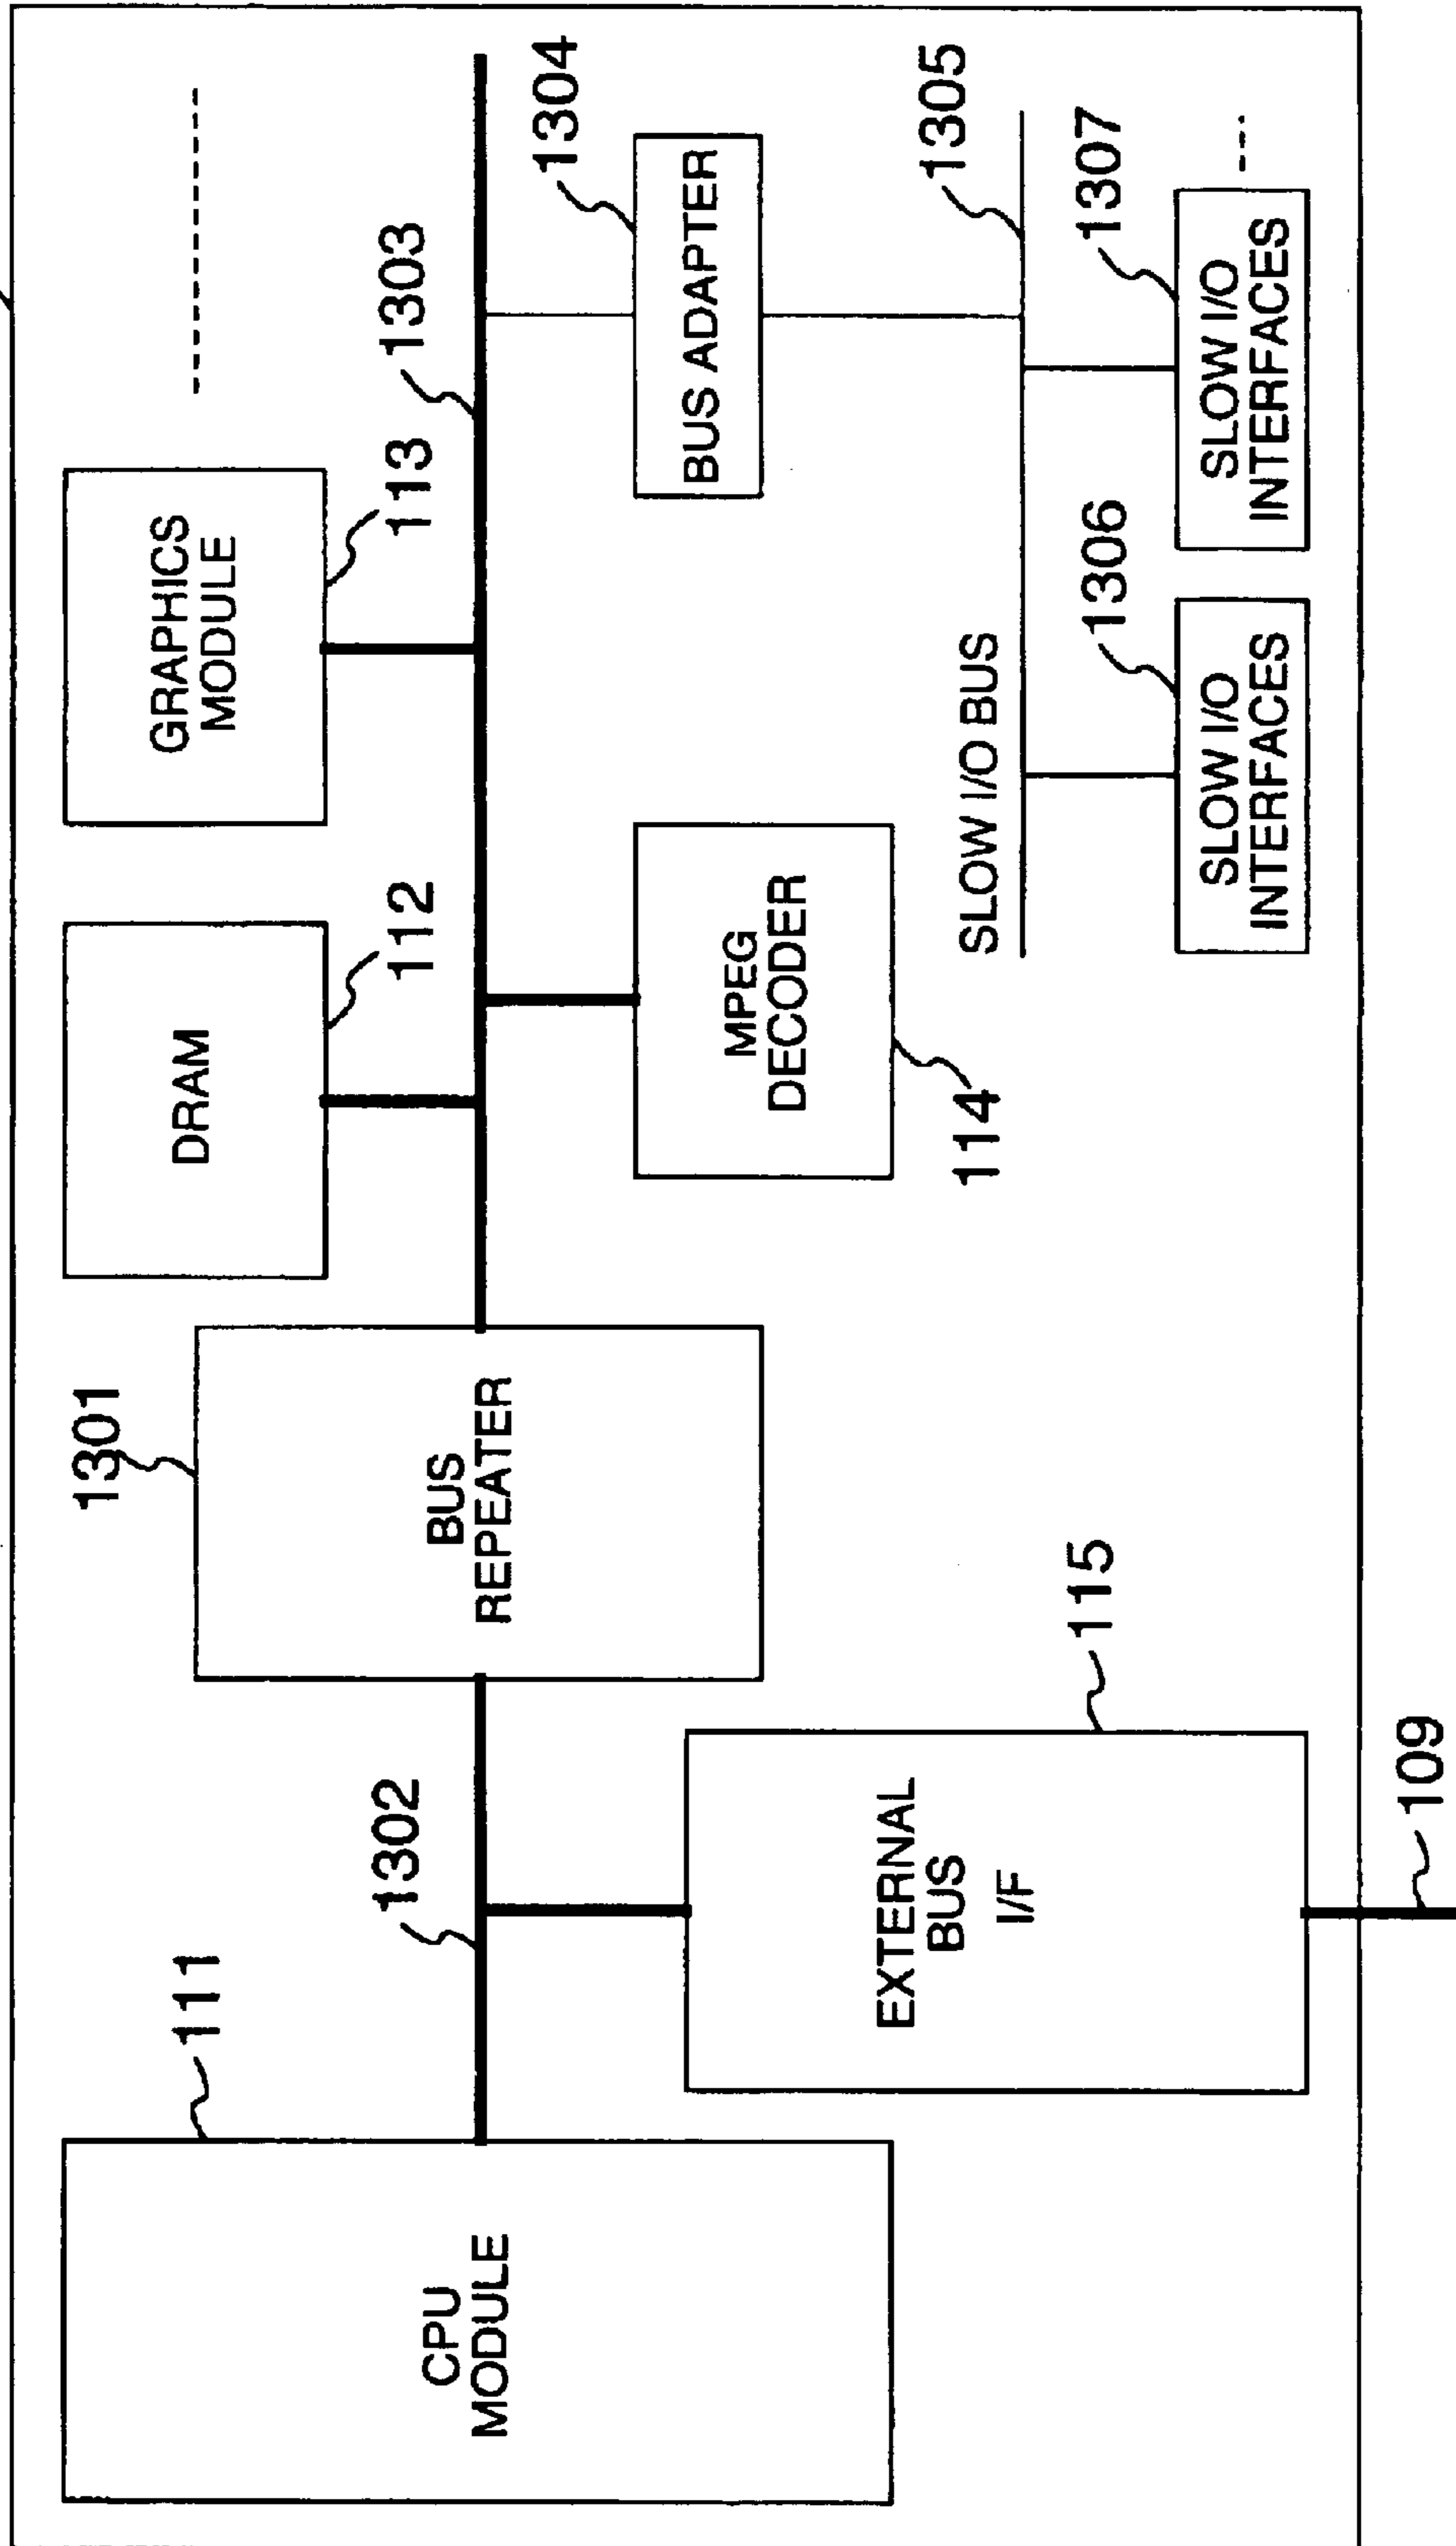 CPU
MODULE
111
1302
EXTERNAL
BUS
I/F
115
109
1301
BUS
REPEATER
DRAM
112
GRAPHICS
MODULE
113
1303
MPEG
DECODER
114
BUS ADAPTER
1304
SLOW I/O BUS
1305
SLOW I/O
INTERFACES
1306
SLOW I/O
INTERFACES
1307